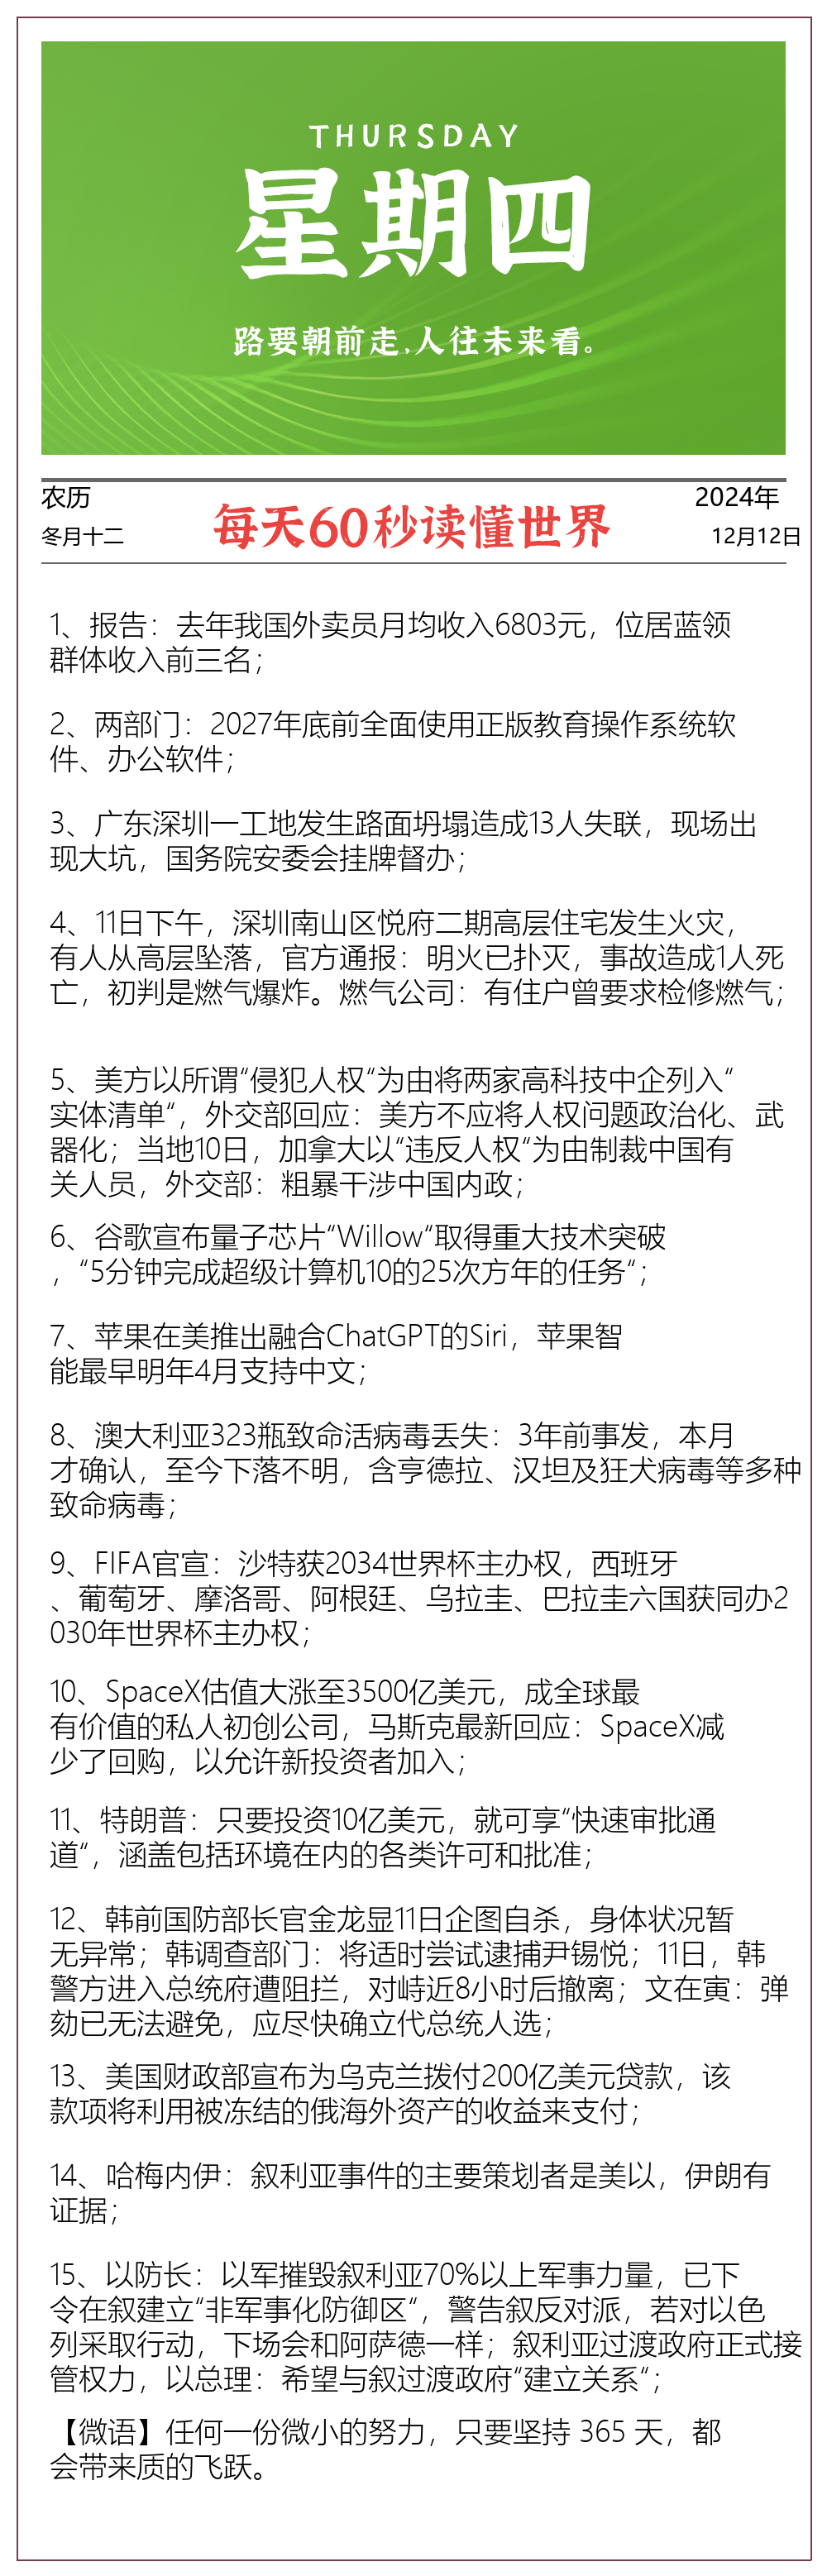 THURSDAY
星期四
路要朝前走,人往未来看。
农历
2024年
每天60秒读懂世界
冬月十二
12月12日
1、报告：去年我国外卖员月均收入6803元，位居蓝领
群体收入前三名；
2、两部门：2027年底前全面使用正版教育操作系统软
件、办公软件；
3、广东深圳一工地发生路面坍塌造成13人失联，现场出
现大坑，国务院安委会挂牌督办；
4、11日下午，深圳南山区悦府二期高层住宅发生火灾，
有人从高层坠落，官方通报：明火已扑灭，事故造成1人死
亡，初判是燃气爆炸。燃气公司：有住户曾要求检修燃气；
5、美方以所谓“侵犯人权“为由将两家高科技中企列入“
实体清单“，外交部回应：美方不应将人权问题政治化、武
器化；当地10日，加拿大以“违反人权“为由制裁中国有
关人员，外交部：粗暴干涉中国内政；
6、谷歌宣布量子芯片“Willow“取得重大技术突破
，“5分钟完成超级计算机10的25次方年的任务“；
7、苹果在美推出融合ChatGPT的Siri，苹果智
能最早明年4月支持中文；
8、澳大利亚323瓶致命活病毒丢失：3年前事发，本月
才确认，至今下落不明，含亨德拉、汉坦及狂犬病毒等多种
致命病毒；
9、FIFA官宣：沙特获2034世界杯主办权，西班牙
、葡萄牙、摩洛哥、阿根廷、乌拉圭、巴拉圭六国获同办2
030年世界杯主办权；
10、SpaceX估值大涨至3500亿美元，成全球最
有价值的私人初创公司，马斯克最新回应：SpaceX减
少了回购，以允许新投资者加入；
11、特朗普：只要投资10亿美元，就可享“快速审批通
道“，涵盖包括环境在内的各类许可和批准；
12、韩前国防部长官金龙显11日企图自杀，身体状况暂
无异常；韩调查部门：将适时尝试逮捕尹锡悦；11日，韩
警方进入总统府遭阻拦，对峙近8小时后撤离；文在寅：弹
劾已无法避免，应尽快确立代总统人选；
13、美国财政部宣布为乌克兰拨付200亿美元贷款，该
款项将利用被冻结的俄海外资产的收益来支付；
14、哈梅内伊：叙利亚事件的主要策划者是美以，伊朗有
证据；
15、以防长：以军摧毁叙利亚70%以上军事力量，已下
令在叙建立“非军事化防御区“，警告叙反对派，若对以色
列采取行动，下场会和阿萨德一样；叙利亚过渡政府正式接
管权力，以总理：希望与叙过渡政府“建立关系“；
【微语】任何一份微小的努力，只要坚持 365 天，都
会带来质的飞跃。